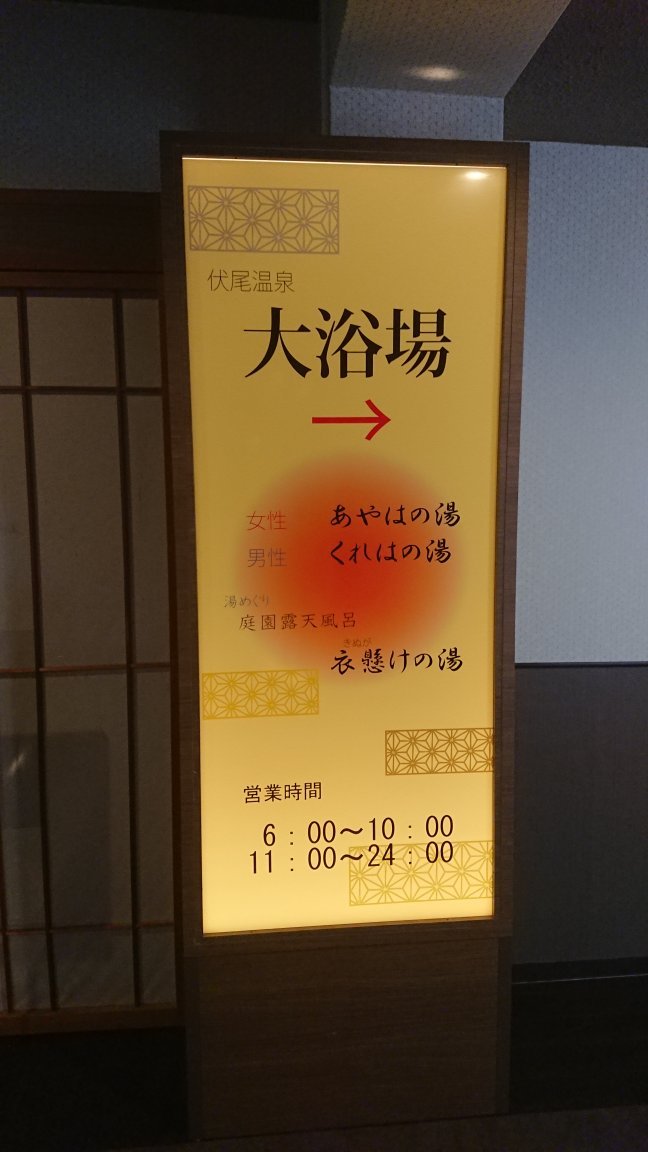 伏尾温泉
大浴場
→
女性 あやはの湯
男性 くれはの湯
湯めぐり
庭園露天風呂
きぬが
衣懸けの湯
営業時間
6：00～10：00
11：00～24：00